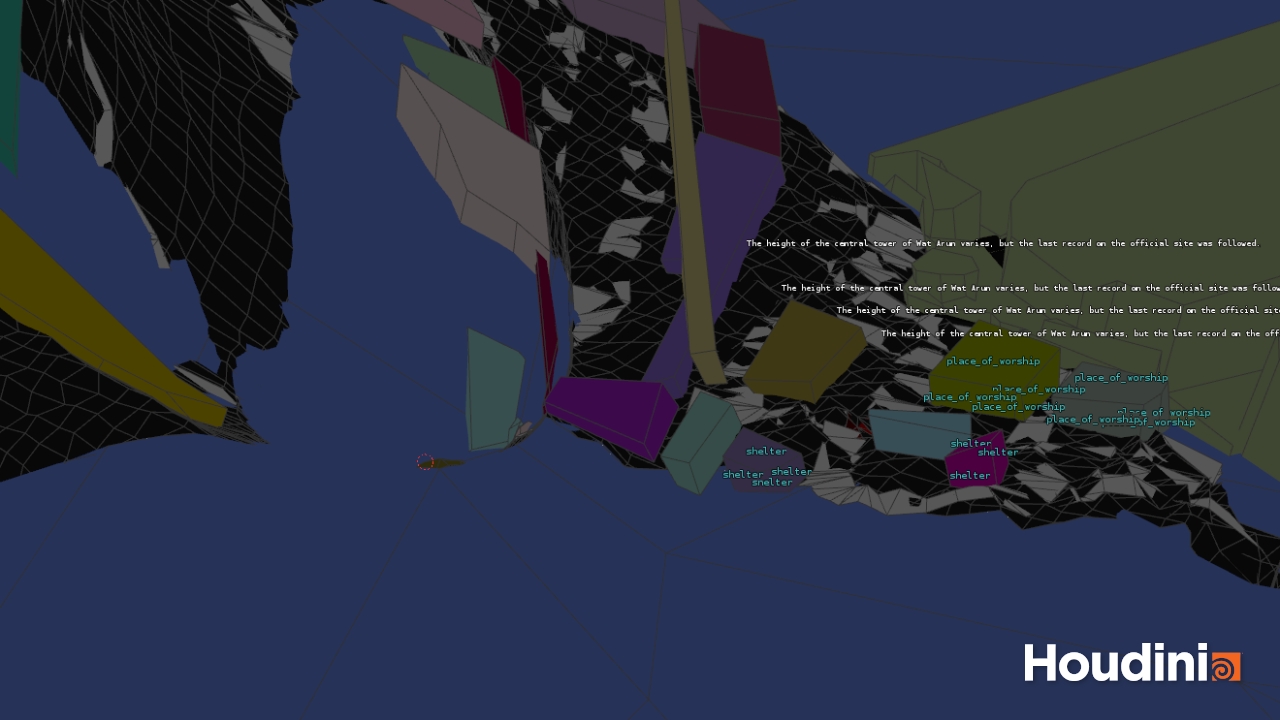 The height of the central tower of Wat Arun varies, but the last record on the official site was followed.
The height of the central tower of Wat Arun varies, but the last record on the official site was follow
The height of the central tower of Wat Arun varies, but the last record on the official site
The height of the central tower of Wat Arun varies, but the last record on the off
place_of_worship
place_of_worship
place_of_worship
place_of_worship
place_of_worship
place_of_worship
place_of_worship
shelter
shelter
shelter
shelter
shelter
shelter
shelter
Houdini